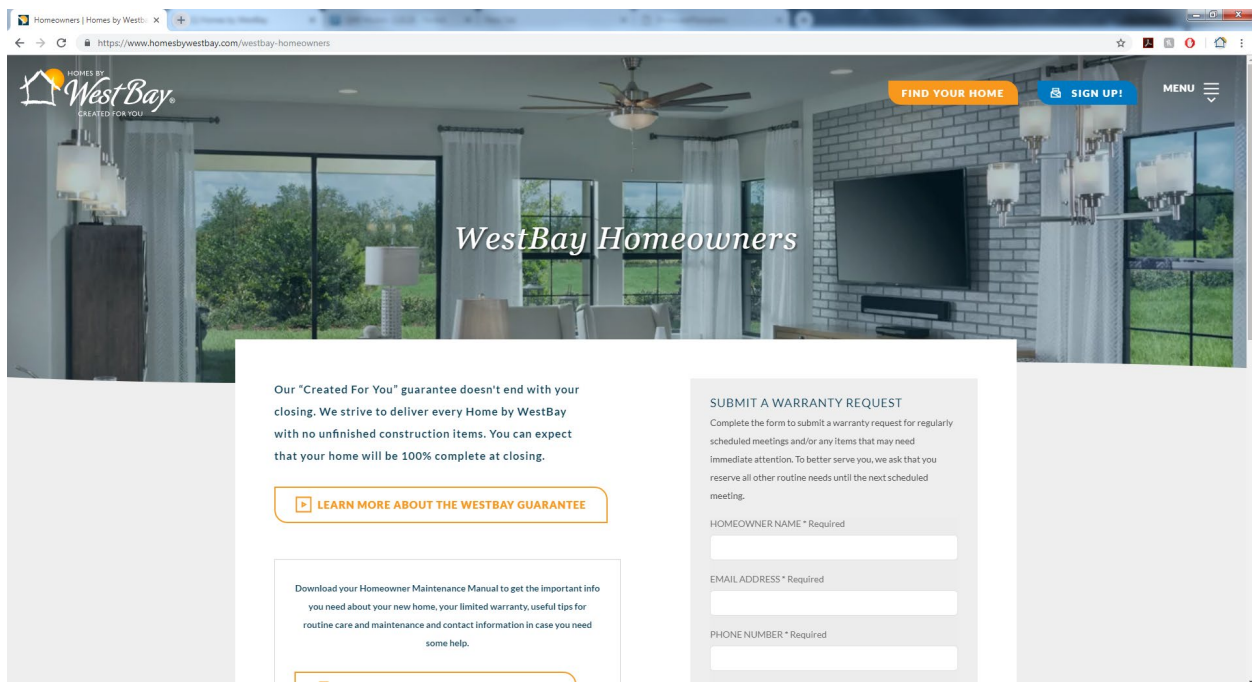 Homeowners | Homes by Westb
https://www.homesbywestbay.com/westbay-homeowners
HOMES BY
WestBay®
CREATED FOR YOU
FIND YOUR HOME
SIGN UP!
MENU
WestBay Homeowners
Our "Created For You" guarantee doesn't end with your
closing. We strive to deliver every Home by WestBay
with no unfinished construction items. You can expect
that your home will be 100% complete at closing.
LEARN MORE ABOUT THE WESTBAY GUARANTEE
Download your Homeowner Maintenance Manual to get the important info
you need about your new home, your limited warranty, useful tips for
routine care and maintenance and contact information in case you need
some help.
SUBMIT A WARRANTY REQUEST
Complete the form to submit a warranty request for regularly
scheduled meetings and/or any items that may need
immediate attention. To better serve you, we ask that you
reserve all other routine needs until the next scheduled
meeting.
HOMEOWNER NAME * Required
EMAIL ADDRESS * Required
PHONE NUMBER * Required